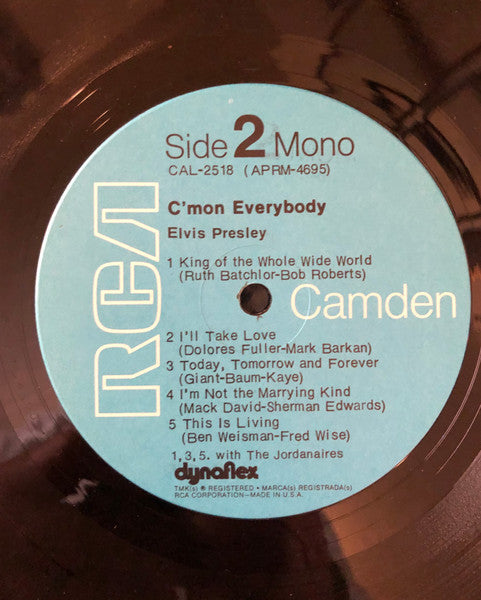 Side 2 Mono
CAL-2518 (APRM-4695)
C'mon Everybody
Elvis Presley
1 King of the Whole Wide World
(Ruth Batchlor-Bob Roberts)
RCA
Camden
2 I'll Take Love
(Dolores Fuller-Mark Barkan)
3 Today, Tomorrow and Forever
(Giant-Baum-Kaye)
4 I'm Not the Marrying Kind
(Mack David-Sherman Edwards)
5 This Is Living
(Ben Weisman-Fred Wise)
1,3,5. with The Jordanaires
dynaflex
TMK(s) ® REGISTERED • MARCA(s) REGISTRADA(s)
RCA CORPORATION—MADE IN U.S.A.